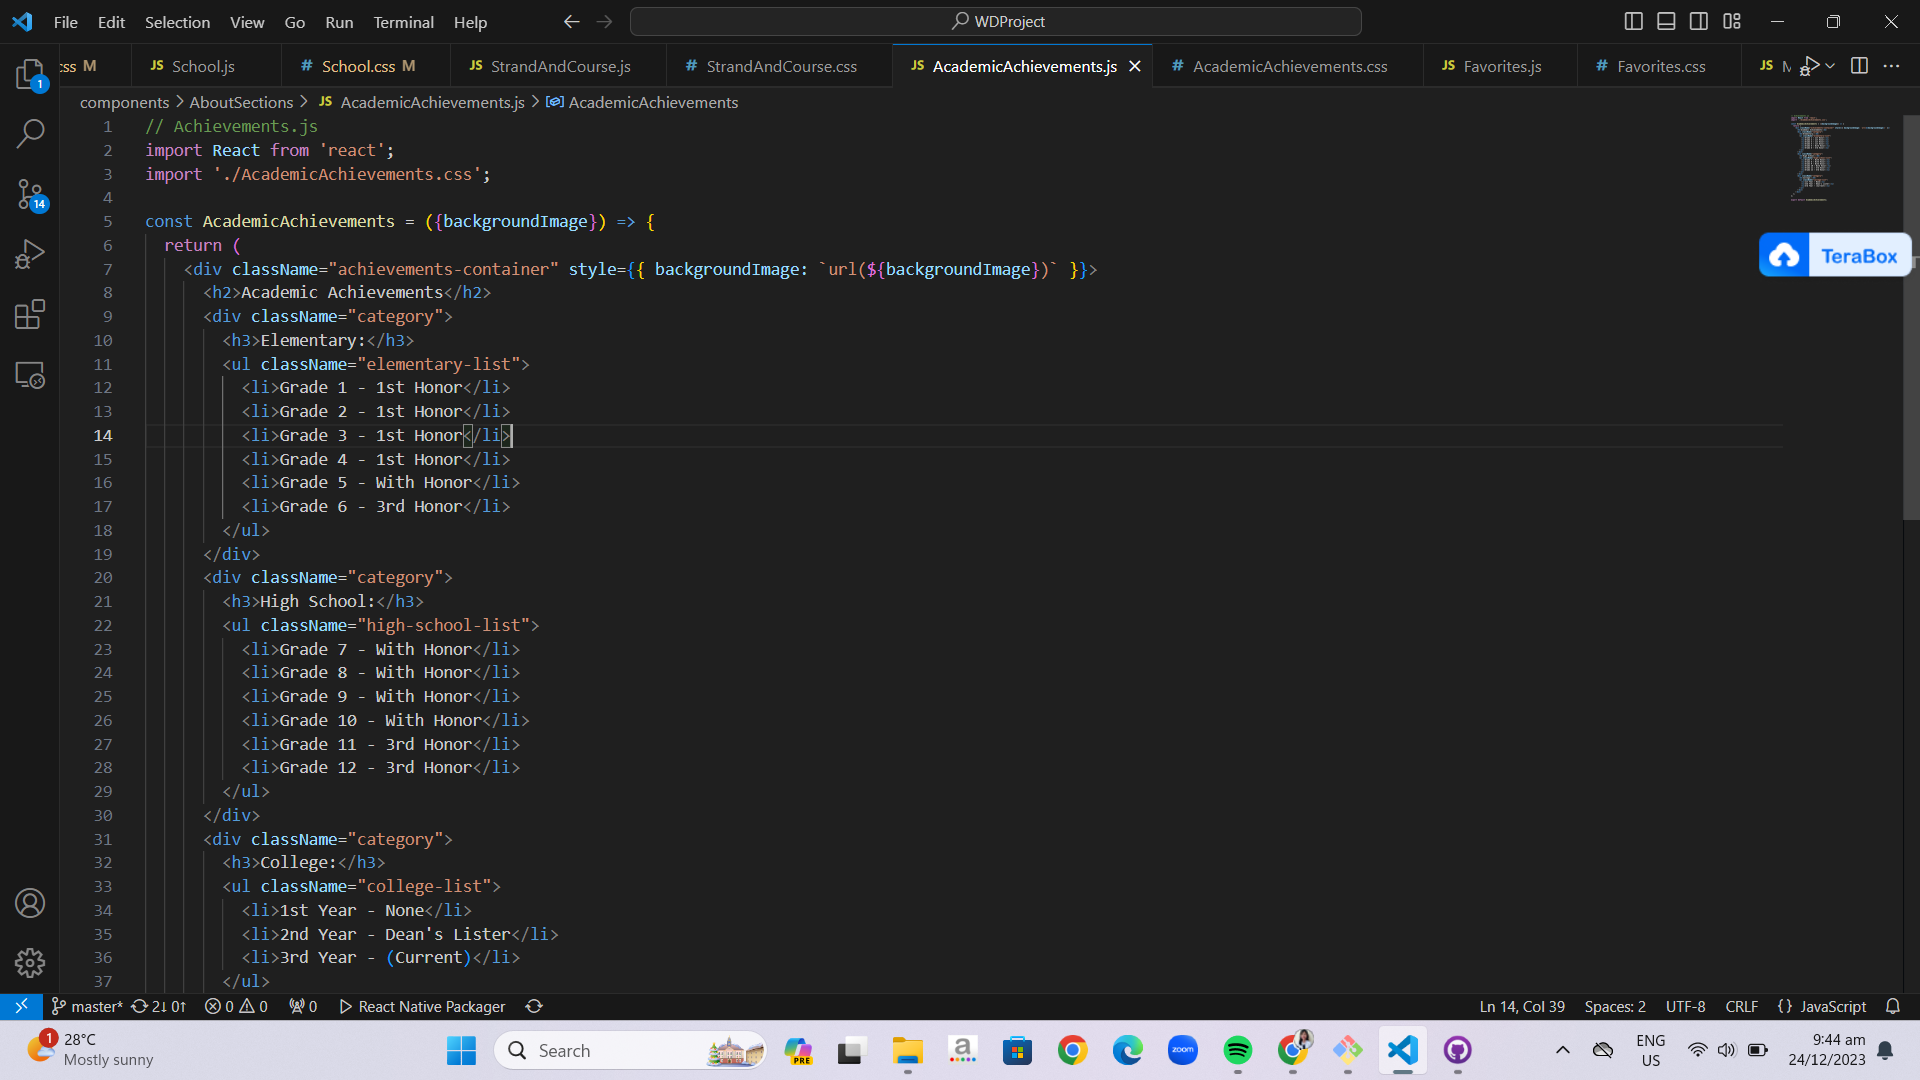 File Edit Selection View Go Run Terminal Help
WDProject
css M
JS School.js
# School.css M
JS StrandAndCourse.js
# StrandAndCourse.css
JS AcademicAchievements.js
# AcademicAchievements.css
JS Favorites.js
# Favorites.css
JS
components > AboutSections > JS AcademicAchievements.js > AcademicAchievements
1 // Achievements.js
2 import React from 'react';
3 import './AcademicAchievements.css';
4
5 const AcademicAchievements = ({backgroundImage}) => {
6 return (
7 <div className="achievements-container" style={{ backgroundImage: `url(${backgroundImage})` }}>
8 <h2>Academic Achievements</h2>
9 <div className="category">
10 <h3>Elementary:</h3>
11 <ul className="elementary-list">
12 <li>Grade 1 - 1st Honor</li>
13 <li>Grade 2 - 1st Honor</li>
14 <li>Grade 3 - 1st Honor</li>
15 <li>Grade 4 - 1st Honor</li>
16 <li>Grade 5 - With Honor</li>
17 <li>Grade 6 - 3rd Honor</li>
18 </ul>
19 </div>
20 <div className="category">
21 <h3>High School:</h3>
22 <ul className="high-school-list">
23 <li>Grade 7 - With Honor</li>
24 <li>Grade 8 - With Honor</li>
25 <li>Grade 9 - With Honor</li>
26 <li>Grade 10 - With Honor</li>
27 <li>Grade 11 - 3rd Honor</li>
28 <li>Grade 12 - 3rd Honor</li>
29 </ul>
30 </div>
31 <div className="category">
32 <h3>College:</h3>
33 <ul className="college-list">
34 <li>1st Year - None</li>
35 <li>2nd Year - Dean's Lister</li>
36 <li>3rd Year - (Current)</li>
37 </ul>
TeraBox
1
14
master* 2↓ 0↑ 0 0 0 React Native Packager
Ln 14, Col 39 Spaces: 2 UTF-8 CRLF {} JavaScript
1
28°C
Mostly sunny
Search
PRE
a
zoom
ENG
US
9:44 am
24/12/2023